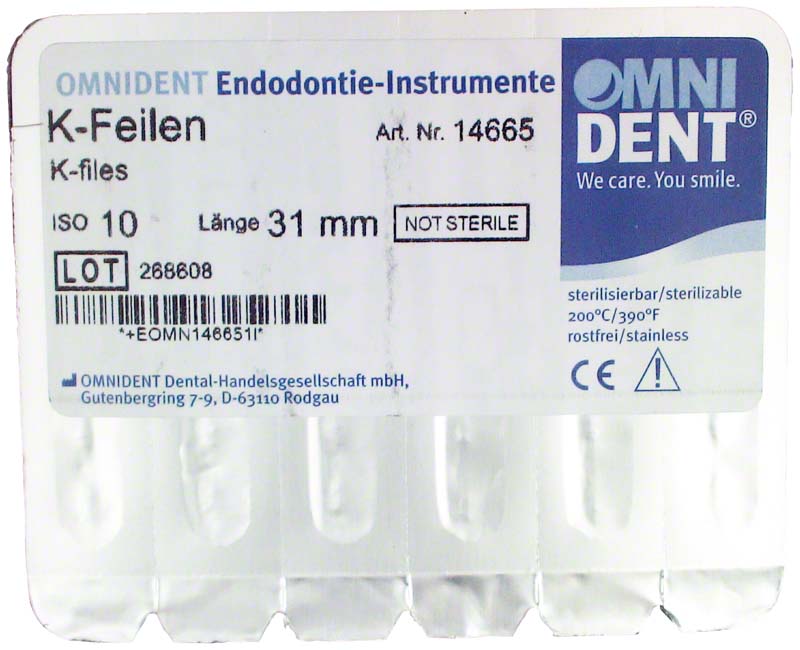 OMNIDENT Endodontie-Instrumente
K-Feilen
Art. Nr. 14665
K-files
ISO 10 Länge 31 mm NOT STERILE
LOT 268608
*+EOMN146651I*
OMNIDENT Dental-Handelsgesellschaft mbH,
Gutenbergring 7-9, D-63110 Rodgau
OMNI
DENT®
We care. You smile.
sterilisierbar/sterilizable
200°C/390°F
rostfrei/stainless
CE